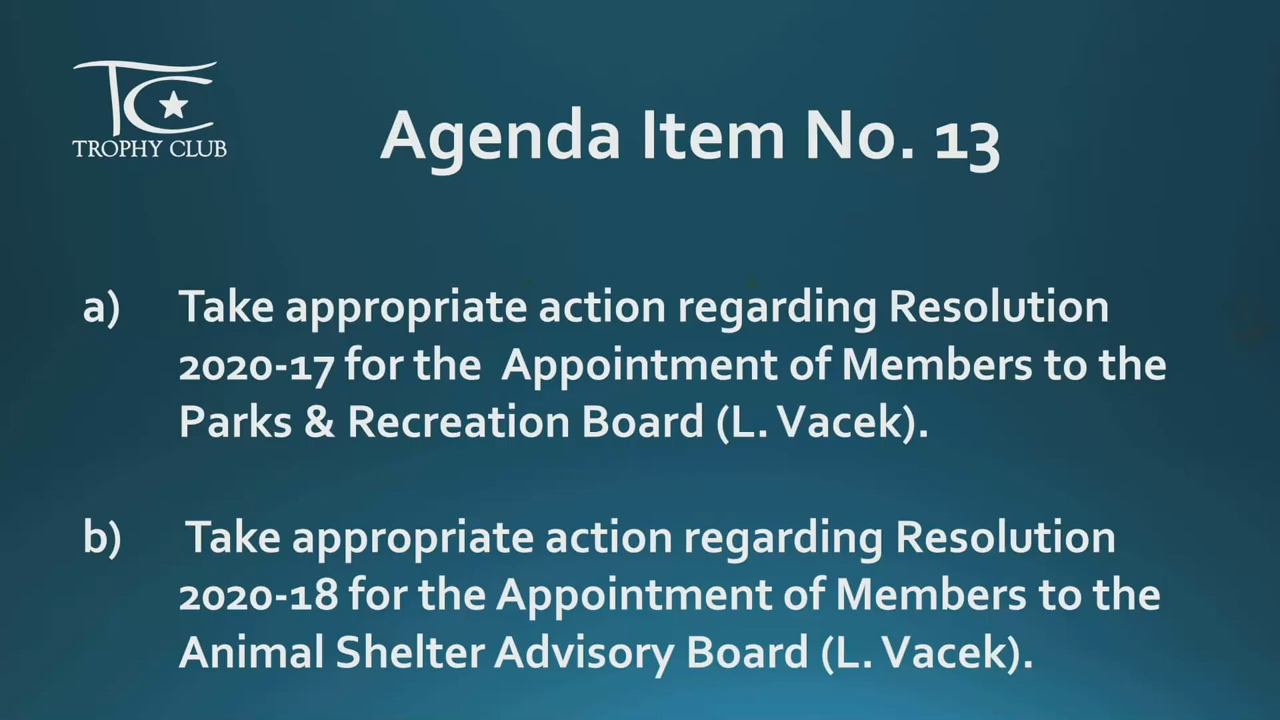 TC
TROPHY CLUB
Agenda Item No. 13
a) Take appropriate action regarding Resolution
2020-17 for the Appointment of Members to the
Parks & Recreation Board (L. Vacek).
b) Take appropriate action regarding Resolution
2020-18 for the Appointment of Members to the
Animal Shelter Advisory Board (L. Vacek).